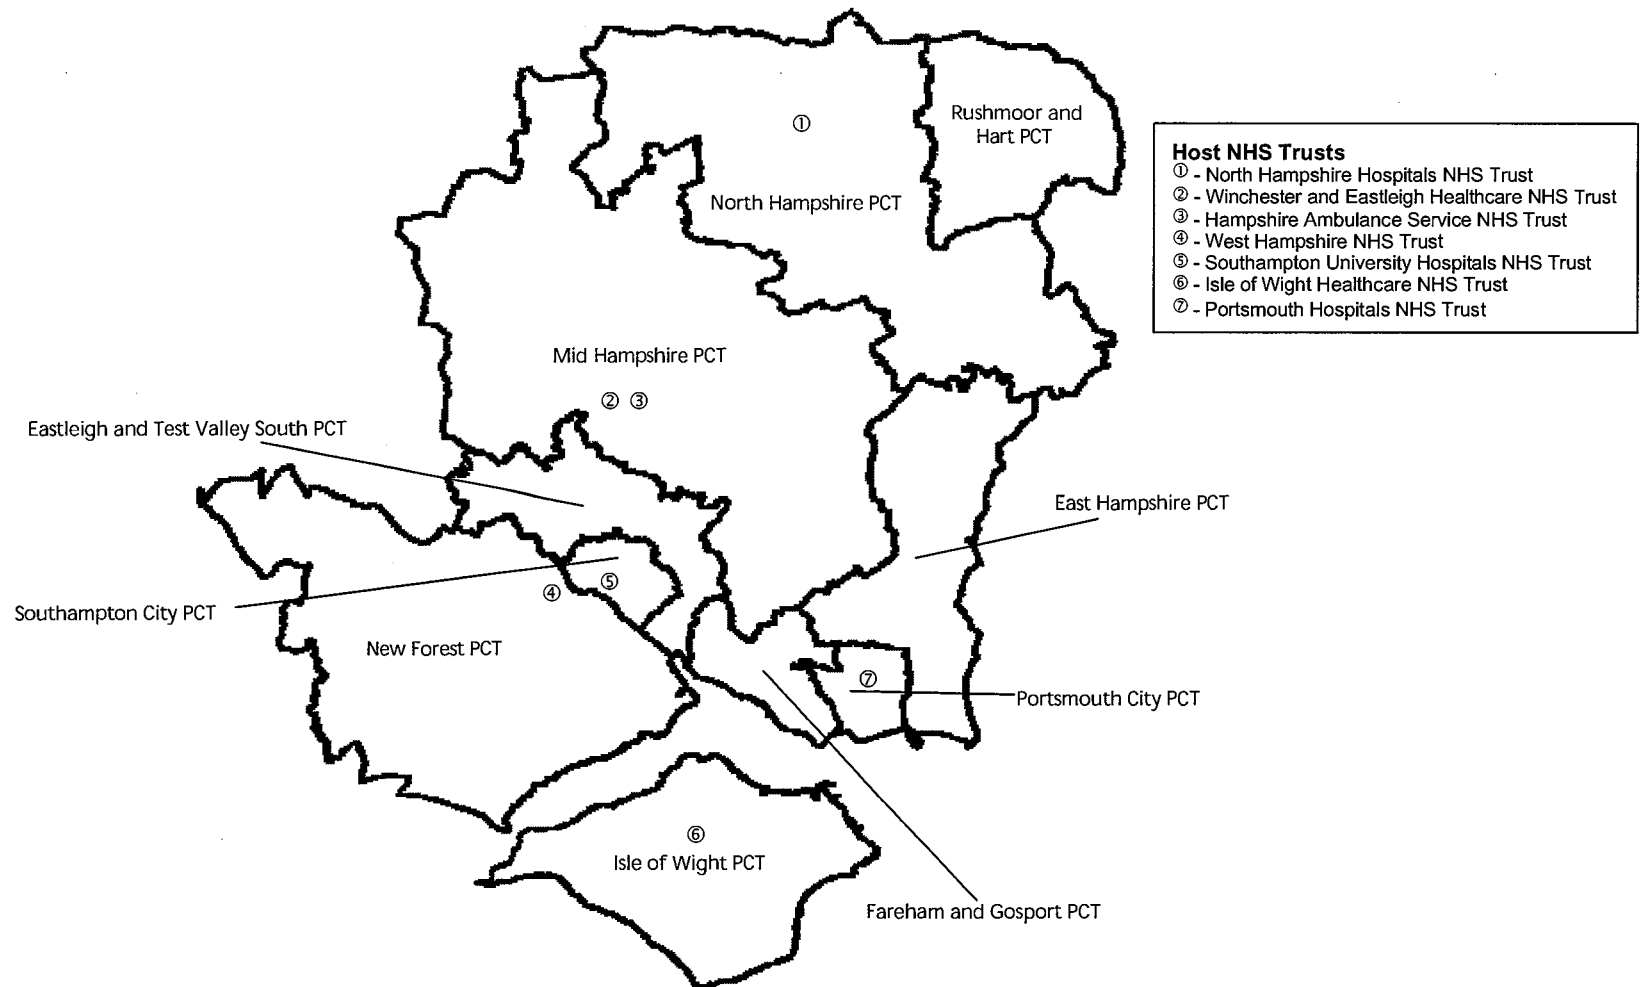 ①
Rushmoor and
Hart PCT
North Hampshire PCT
Host NHS Trusts
① - North Hampshire Hospitals NHS Trust
② - Winchester and Eastleigh Healthcare NHS Trust
③ - Hampshire Ambulance Service NHS Trust
④ - West Hampshire NHS Trust
⑤ - Southampton University Hospitals NHS Trust
⑥ - Isle of Wight Healthcare NHS Trust
⑦ - Portsmouth Hospitals NHS Trust
Mid Hampshire PCT
② ③
Eastleigh and Test Valley South PCT
East Hampshire PCT
⑤
④
Southampton City PCT
New Forest PCT
⑦
Portsmouth City PCT
⑥
Isle of Wight PCT
Fareham and Gosport PCT